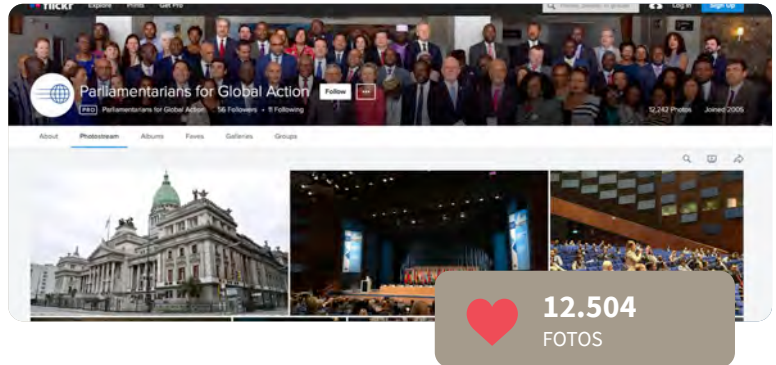 flickr Explore Prints Get Pro Log In Sign Up
Parliamentarians for Global Action Follow
PRO Parliamentarians for Global Action 56 Followers • 11 Following
12,242 Photos Joined 2005
About Photostream Albums Faves Galleries Groups
12.504
FOTOS